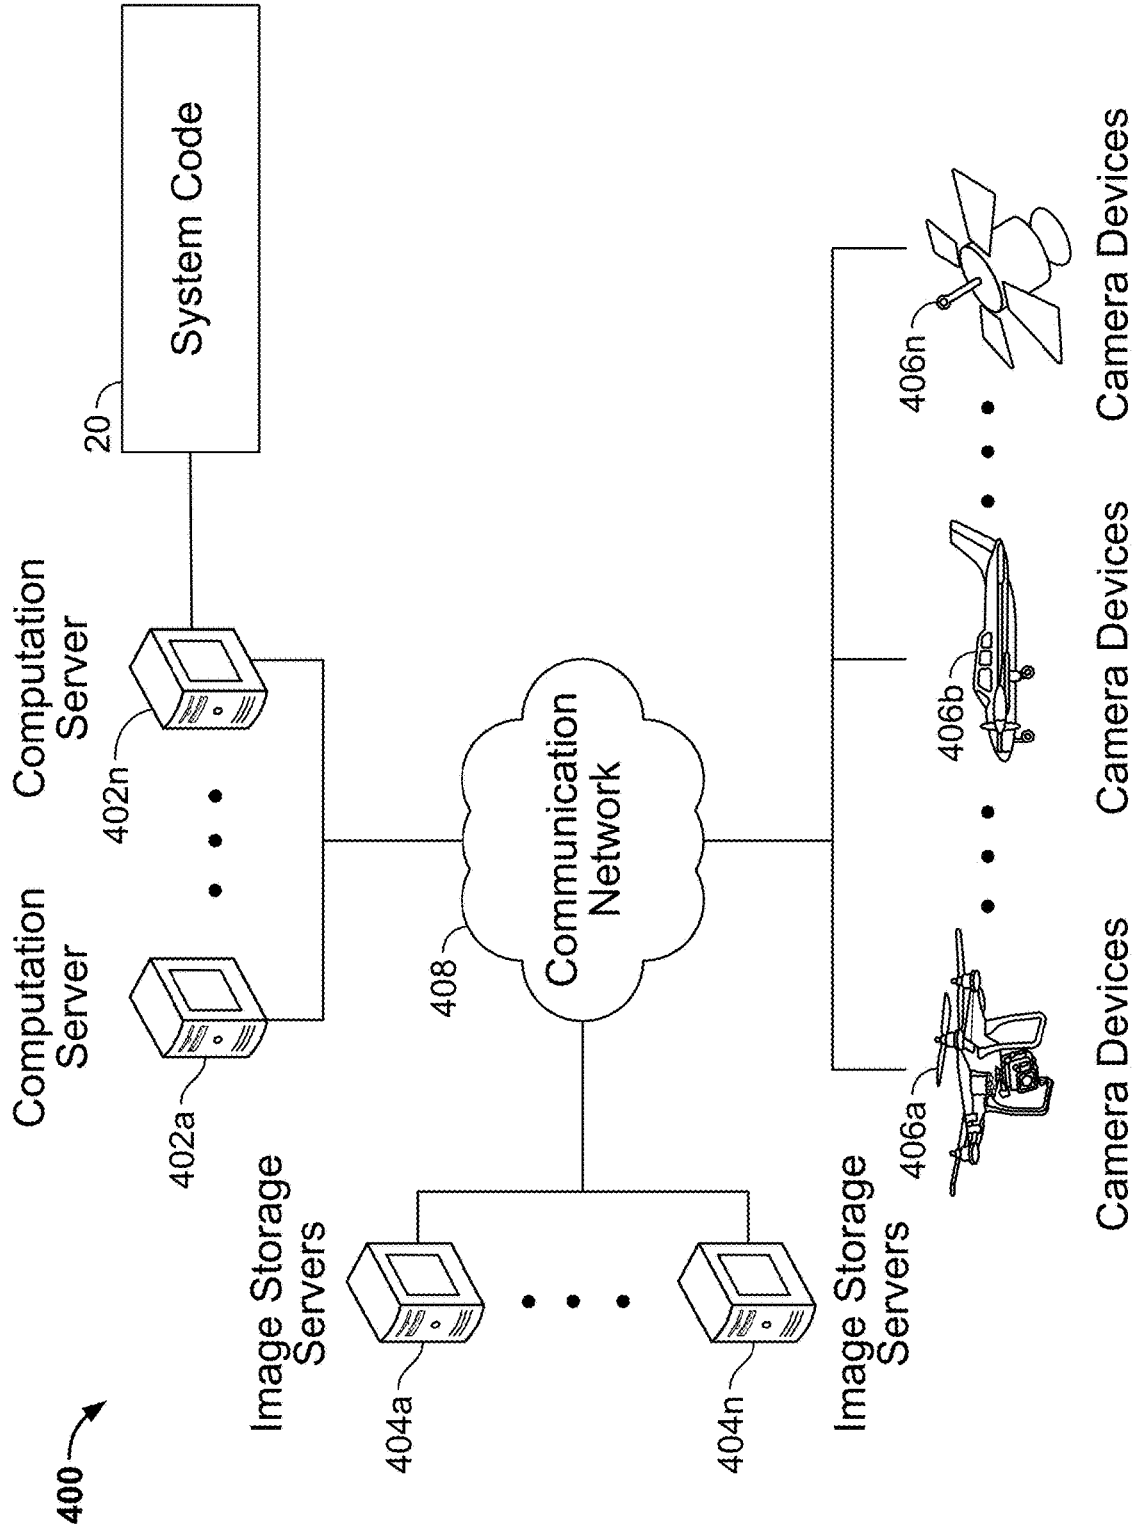 400
Computation
Server
Computation
Server
402a
402n
20
System Code
Image Storage
Servers
404a
408
Communication
Network
404n
Image Storage
Servers
406a
406b
406n
Camera Devices
Camera Devices
Camera Devices